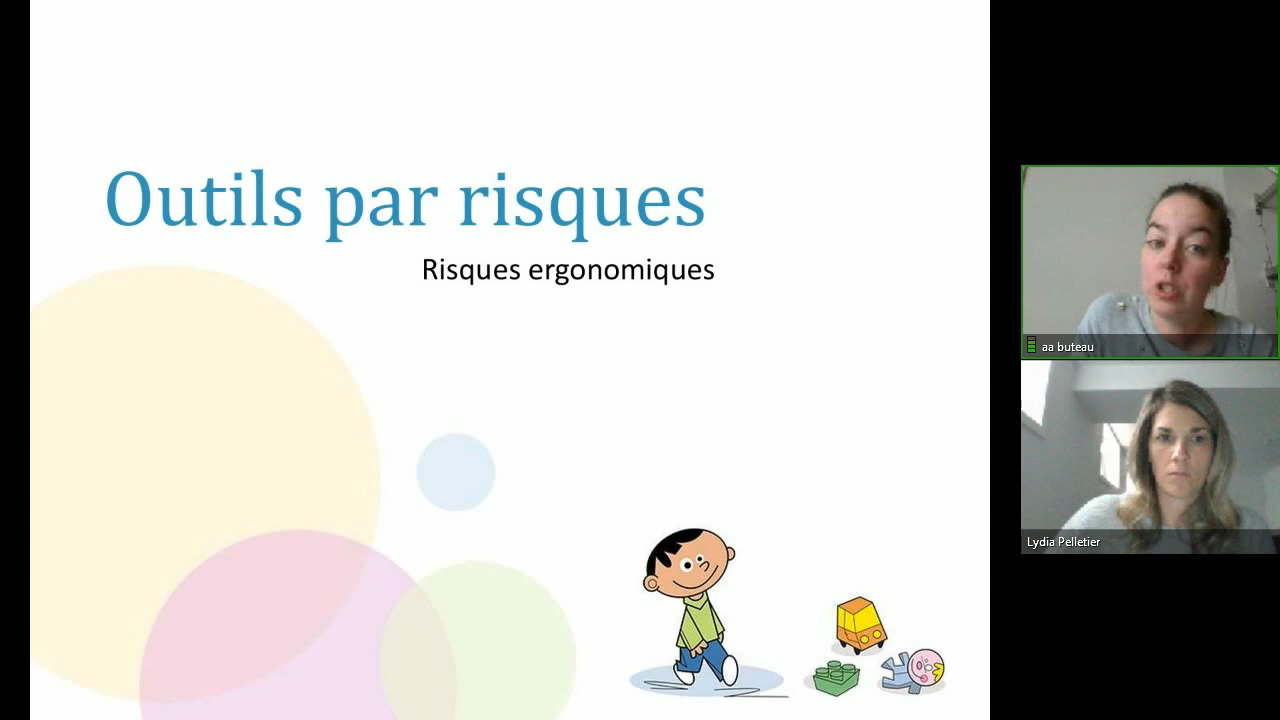 Outils par risques
Risques ergonomiques
aa buteau
Lydia Pelletier